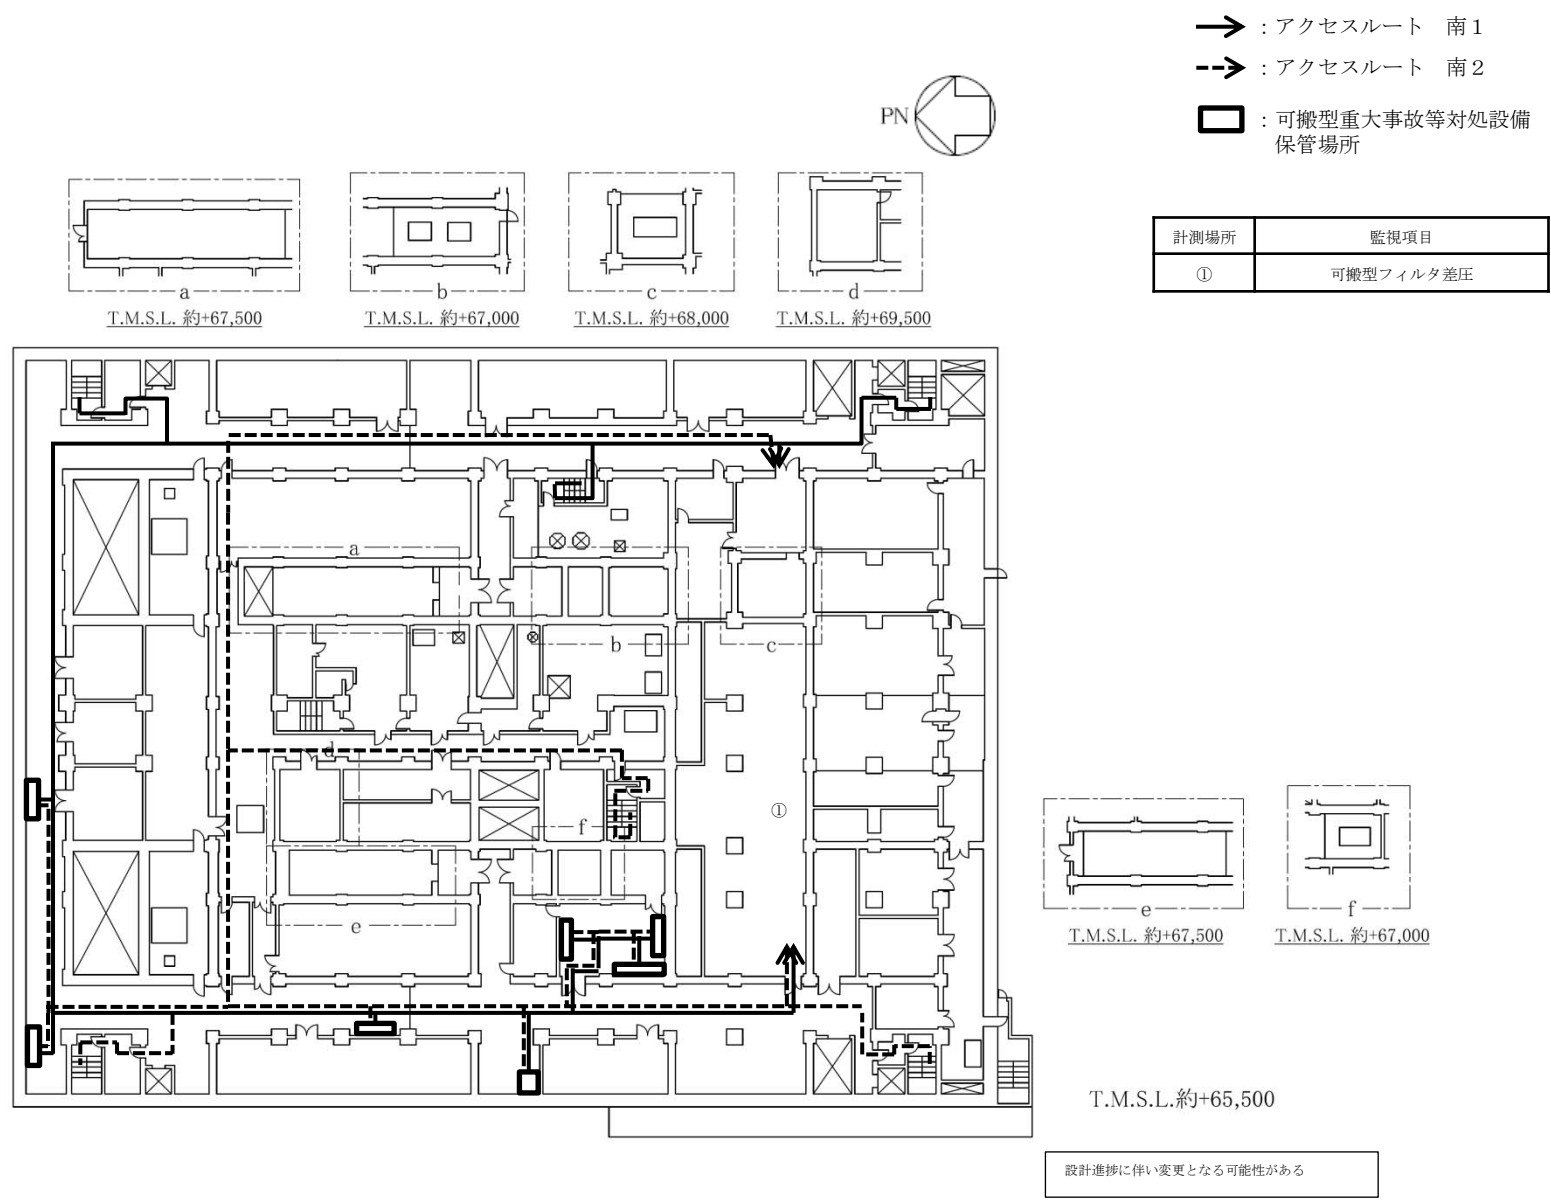 ：アクセスルート　南１
：アクセスルート　南２
：可搬型重大事故等対処設備
保管場所
PN
計測場所 監視項目
① 可搬型フィルタ差圧
a
T.M.S.L. 約+67,500
b
T.M.S.L. 約+67,000
c
T.M.S.L. 約+68,000
d
T.M.S.L. 約+69,500
a
b
c
d
①
f
e
e
T.M.S.L. 約+67,500
f
T.M.S.L. 約+67,000
T.M.S.L.約+65,500
設計進捗に伴い変更となる可能性がある